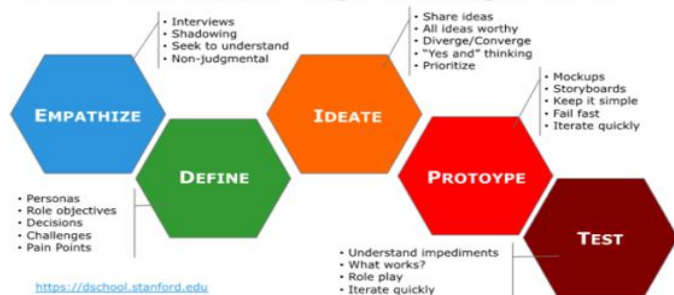 • Interviews
• Shadowing
• Seek to understand
• Non-judgmental
EMPATHIZE
• Personas
• Role objectives
• Decisions
• Challenges
• Pain Points
DEFINE
• Share ideas
• All ideas worthy
• Diverge/Converge
• "Yes and" thinking
• Prioritize
IDEATE
• Mockups
• Storyboards
• Keep it simple
• Fail fast
• Iterate quickly
PROTOYPE
• Understand impediments
• What works?
• Role play
• Iterate quickly
TEST
https://dschool.stanford.edu